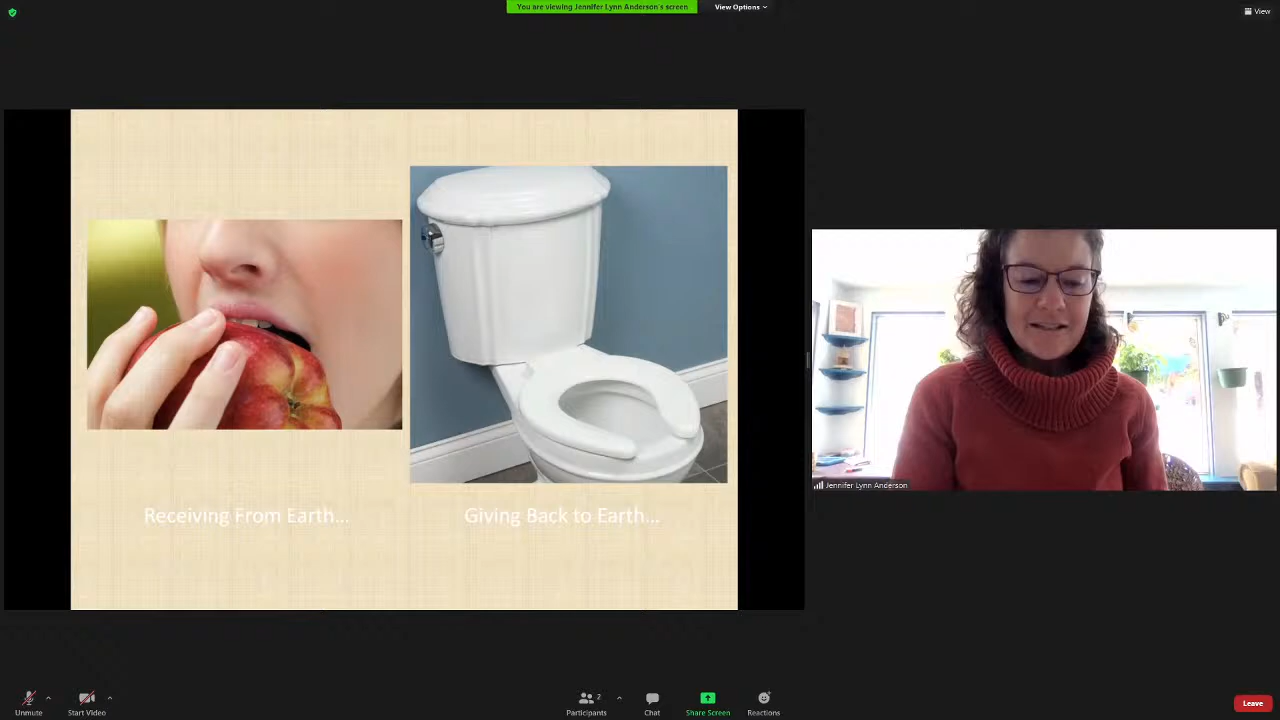 You are viewing Jennifer Lynn Anderson's screen
View Options
View
Receiving From Earth...
Giving Back to Earth...
Jennifer Lynn Anderson
Unmute
Start Video
2
Participants
Chat
Share Screen
Reactions
Leave